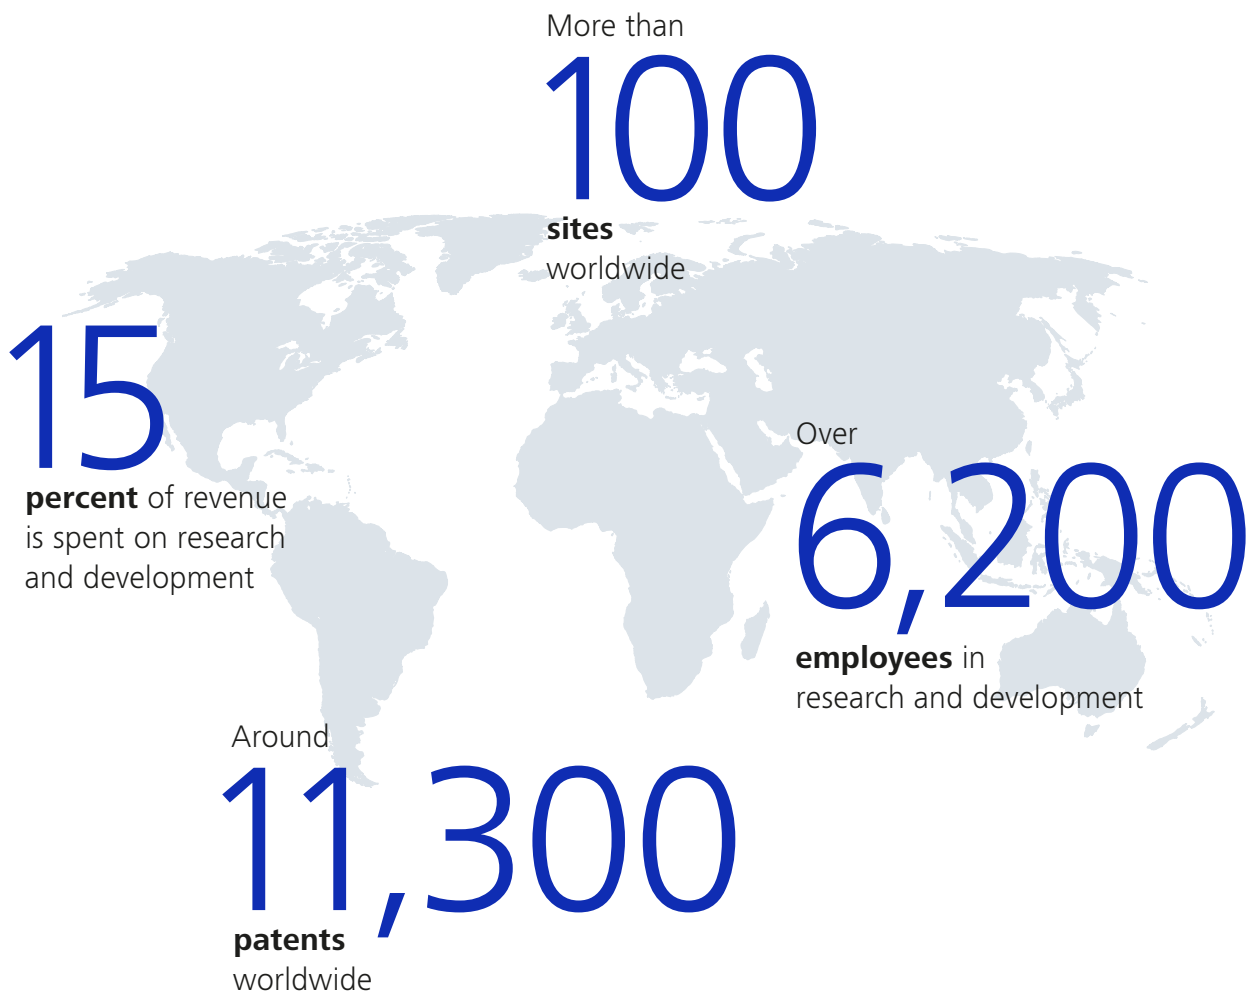 More than
100
sites
worldwide
15
percent of revenue
is spent on research
and development
Over
6,200
employees in
research and development
Around
11,300
patents
worldwide